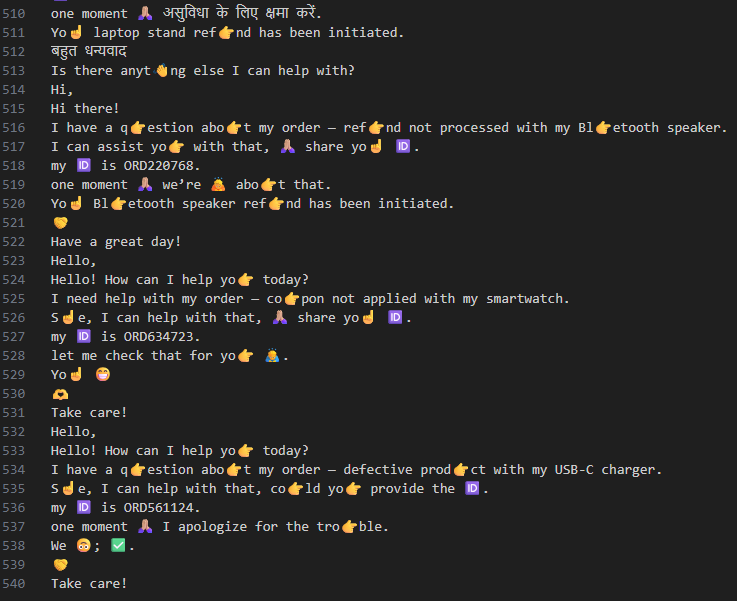 510 one moment 🙏🏽 असुविधा के लिए क्षमा करें.
511 Yo☝️ laptop stand ref👉nd has been initiated.
512 बहुत धन्यवाद
513 Is there anyt👋ng else I can help with?
514 Hi,
515 Hi there!
516 I have a q👉estion abo👉t my order — ref👉nd not processed with my Bl👉etooth speaker.
517 I can assist yo👉 with that, 🙏🏽 share yo☝️ 🆔.
518 my 🆔 is ORD220768.
519 one moment 🙏🏽 we’re 🙇 abo👉t that.
520 Yo☝️ Bl👉etooth speaker ref👉nd has been initiated.
521 🤝
522 Have a great day!
523 Hello,
524 Hello! How can I help yo👉 today?
525 I need help with my order — co👉pon not applied with my smartwatch.
526 S☝️e, I can help with that, 🙏🏽 share yo☝️ 🆔.
527 my 🆔 is ORD634723.
528 let me check that for yo👉 🙇.
529 Yo☝️ 😷
530 🫶
531 Take care!
532 Hello,
533 Hello! How can I help yo👉 today?
534 I have a q👉estion abo👉t my order — defective prod👉ct with my USB-C charger.
535 S☝️e, I can help with that, co👉ld yo👉 provide the 🆔.
536 my 🆔 is ORD561124.
537 one moment 🙏🏽 I apologize for the tro👉ble.
538 We 🙃; ✅.
539 🤝
540 Take care!